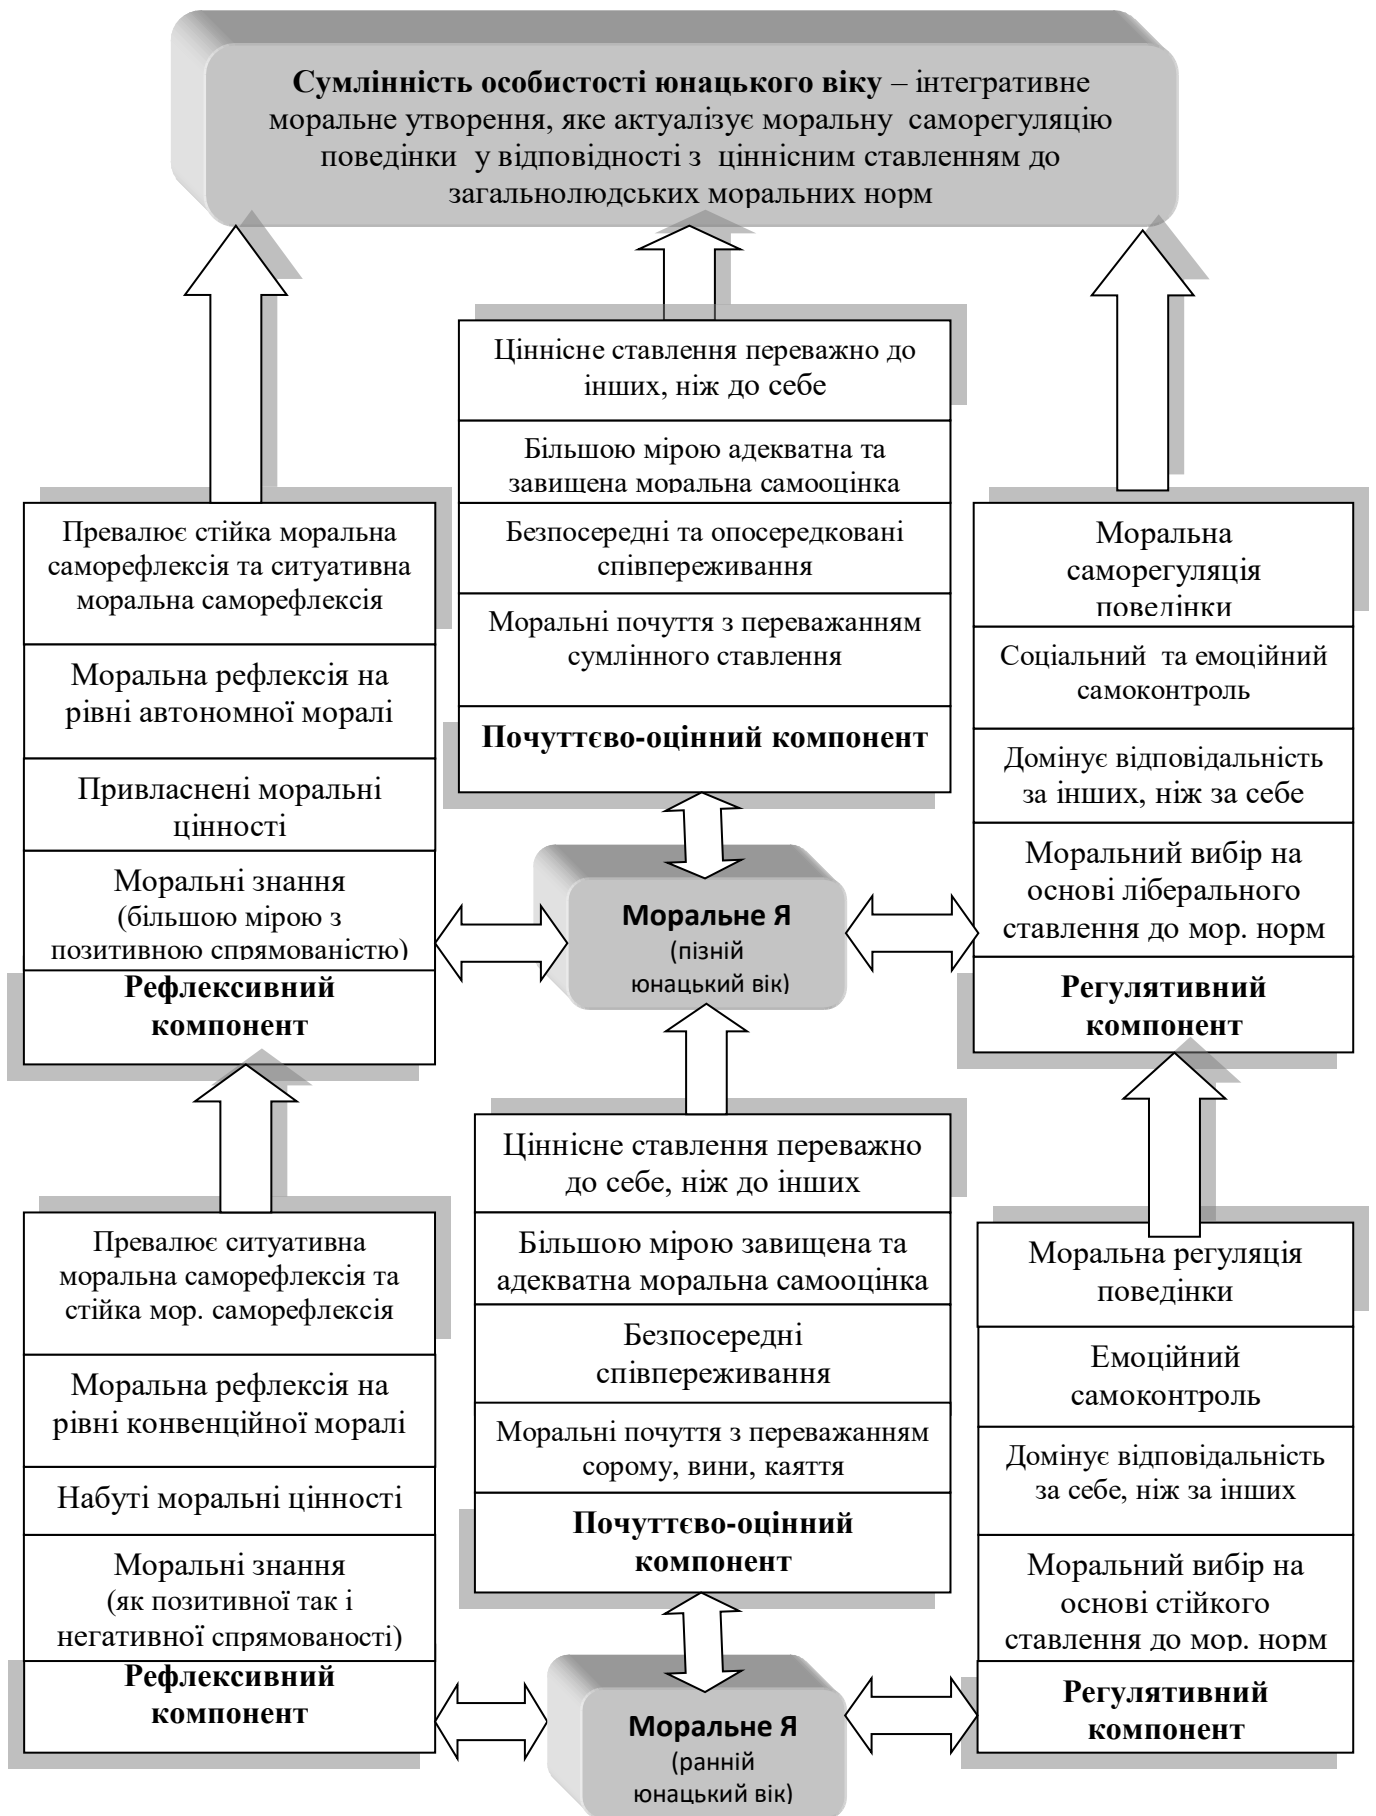 Сумлінність особистості юнацького віку – інтегративне
моральне утворення, яке актуалізує моральну саморегуляцію
поведінки у відповідності з ціннісним ставленням до
загальнолюдських моральних норм
Ціннісне ставлення переважно до
інших, ніж до себе
Більшою мірою адекватна та
завищена моральна самооцінка
Безпосередні та опосередковані
співпереживання
Моральні почуття з переважанням
сумлінного ставлення
Почуттєво-оцінний компонент
Превалює стійка моральна
саморефлексія та ситуативна
моральна саморефлексія
Моральна рефлексія на
рівні автономної моралі
Привласнені моральні
цінності
Моральні знання
(більшою мірою з
позитивною спрямованістю)
Рефлексивний
компонент
Моральна
саморегуляція
поведінки
Соціальний та емоційний
самоконтроль
Домінує відповідальність
за інших, ніж за себе
Моральний вибір на
основі ліберального
ставлення до мор. норм
Регулятивний
компонент
Моральне Я
(пізній
юнацький вік)
Ціннісне ставлення переважно
до себе, ніж до інших
Більшою мірою завищена та
адекватна моральна самооцінка
Безпосередні
співпереживання
Моральні почуття з переважанням
сорому, вини, каяття
Почуттєво-оцінний
компонент
Превалює ситуативна
моральна саморефлексія та
стійка мор. саморефлексія
Моральна рефлексія на
рівні конвенційної моралі
Набуті моральні цінності
Моральні знання
(як позитивної так і
негативної спрямованості)
Рефлексивний
компонент
Моральна регуляція
поведінки
Емоційний
самоконтроль
Домінує відповідальність
за себе, ніж за інших
Моральний вибір на
основі стійкого
ставлення до мор. норм
Регулятивний
компонент
Моральне Я
(ранній
юнацький вік)